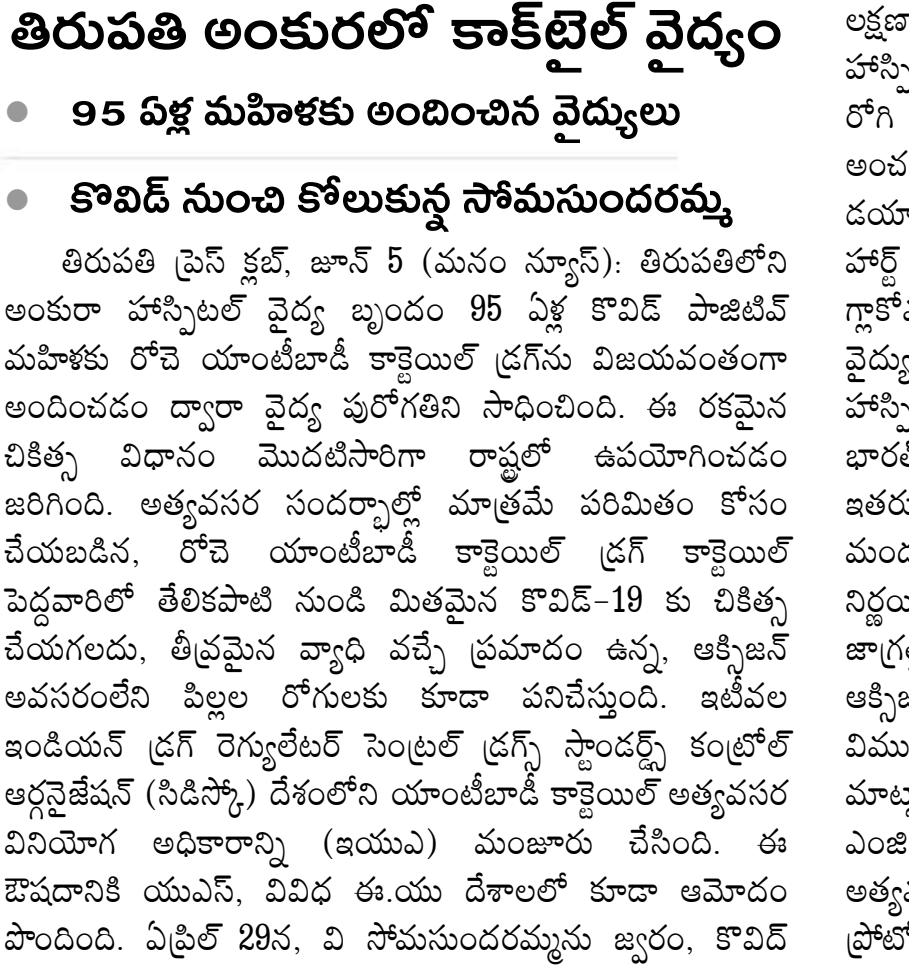 తిరుపతి అంకురలో కాక్‌టైల్ వైద్యం
● 95 ఏళ్ల మహిళకు అందించిన వైద్యులు
● కొవిడ్ నుంచి కోలుకున్న సోమసుందరమ్మ
తిరుపతి ప్రెస్ క్లబ్, జూన్ 5 (మనం న్యూస్): తిరుపతిలోని
అంకురా హాస్పిటల్ వైద్య బృందం 95 ఏళ్ల కొవిడ్ పాజిటివ్
మహిళకు రోచె యాంటీబాడీ కాక్టెయిల్ డ్రగ్‌ను విజయవంతంగా
అందించడం ద్వారా వైద్య పురోగతిని సాధించింది. ఈ రకమైన
చికిత్స విధానం మొదటిసారిగా రాష్ట్రలో ఉపయోగించడం
జరిగింది. అత్యవసర సందర్భాల్లో మాత్రమే పరిమితం కోసం
చేయబడిన, రోచె యాంటీబాడీ కాక్టెయిల్ డ్రగ్ కాక్టెయిల్
పెద్దవారిలో తేలికపాటి నుండి మితమైన కొవిడ్-19 కు చికిత్స
చేయగలదు, తీవ్రమైన వ్యాధి వచ్చే ప్రమాదం ఉన్న, ఆక్సిజన్
అవసరంలేని పిల్లల రోగులకు కూడా పనిచేస్తుంది. ఇటీవల
ఇండియన్ డ్రగ్ రెగ్యులేటర్ సెంట్రల్ డ్రగ్స్ స్టాండర్డ్స్ కంట్రోల్
ఆర్గనైజేషన్ (సిడిస్కో) దేశంలోని యాంటీబాడీ కాక్టెయిల్ అత్యవసర
వినియోగ అధికారాన్ని (ఇయుఎ) మంజూరు చేసింది. ఈ
ఔషదానికి యుఎస్, వివిధ ఈ.యు దేశాలలో కూడా ఆమోదం
పొందింది. ఏప్రిల్ 29న, వి సోమసుందరమ్మను జ్వరం, కొవిద్
రోగి
హార్ట్